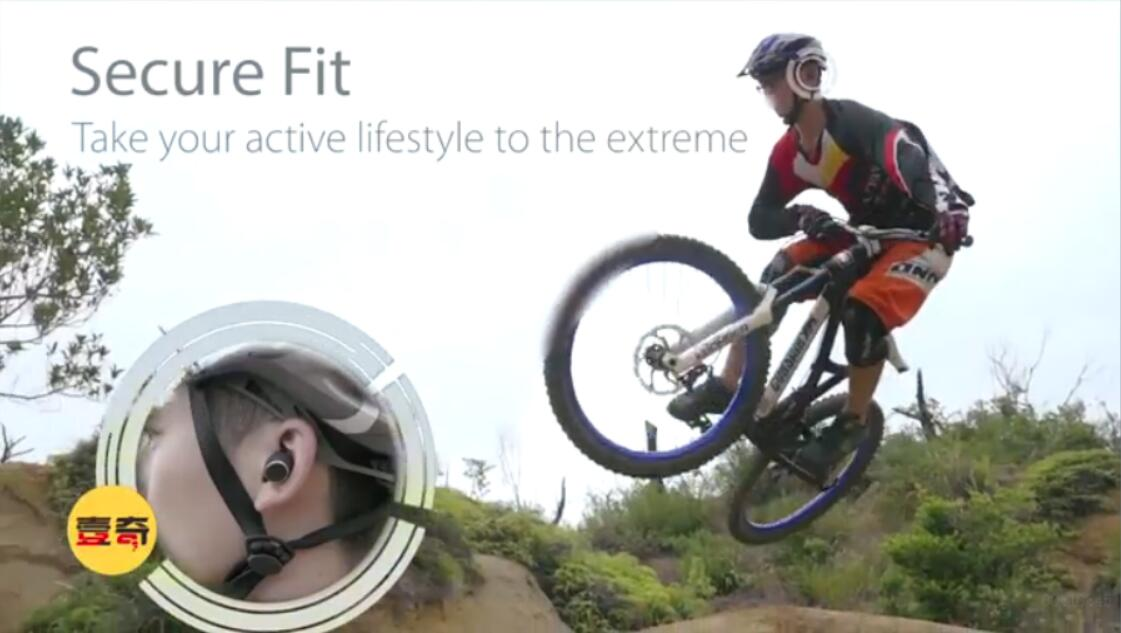 Secure Fit
Take your active lifestyle to the extreme
壹奇